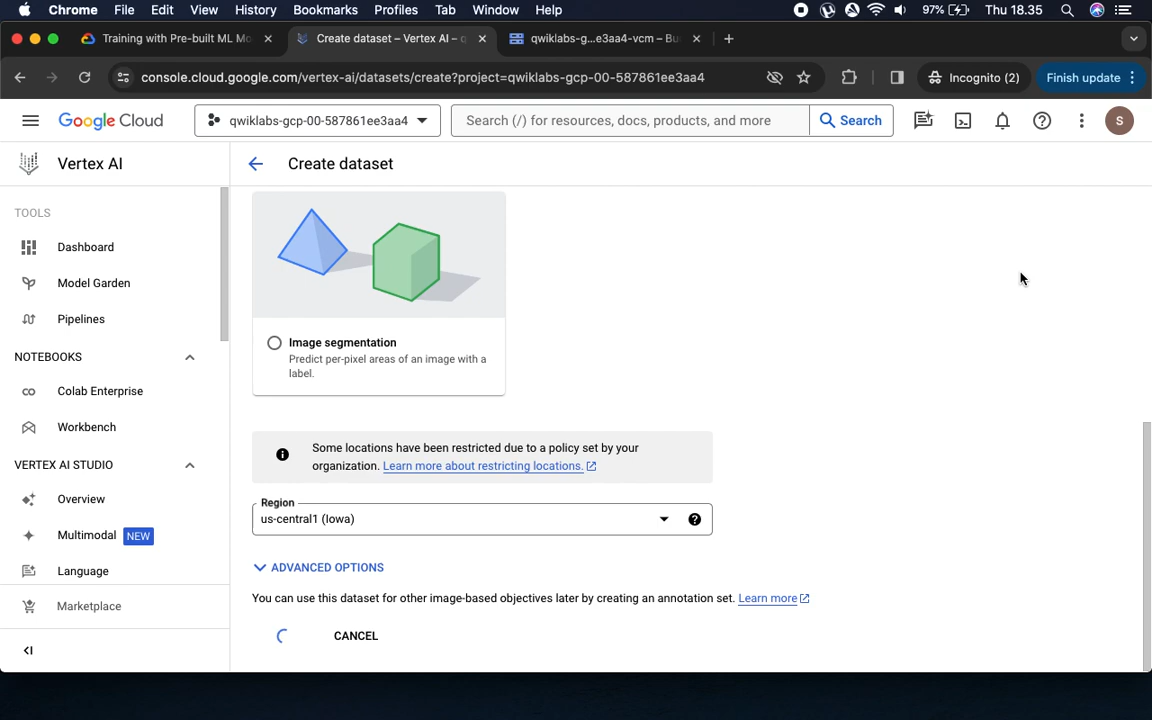 Chrome File Edit View History Bookmarks Profiles Tab Window Help 97% Thu 18.35
Training with Pre-built ML Mo
Create dataset – Vertex AI – q
qwiklabs-g...e3aa4-vcm – Bu
console.cloud.google.com/vertex-ai/datasets/create?project=qwiklabs-gcp-00-587861ee3aa4
Incognito (2)
Finish update
Google Cloud
qwiklabs-gcp-00-587861ee3aa4
Search (/) for resources, docs, products, and more
Search
S
Vertex AI
Create dataset
TOOLS
Dashboard
Model Garden
Pipelines
NOTEBOOKS
Colab Enterprise
Workbench
VERTEX AI STUDIO
Overview
Multimodal NEW
Language
Marketplace
Image segmentation
Predict per-pixel areas of an image with a
label.
Some locations have been restricted due to a policy set by your
organization. Learn more about restricting locations.
Region
us-central1 (Iowa)
ADVANCED OPTIONS
You can use this dataset for other image-based objectives later by creating an annotation set. Learn more
CANCEL